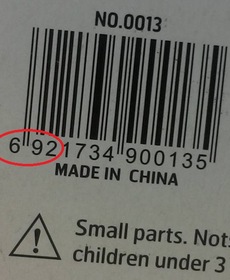 NO.0013
6 921734 900135
MADE IN CHINA
Small parts. Not
children under 3